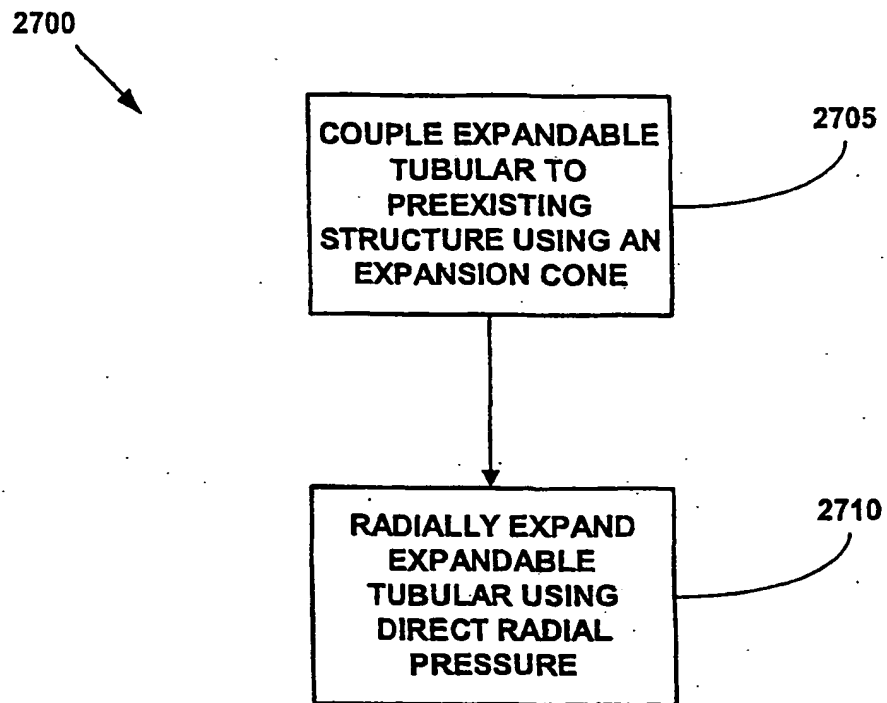 2700
COUPLE EXPANDABLE
TUBULAR TO
PREEXISTING
STRUCTURE USING AN
EXPANSION CONE
2705
RADIALLY EXPAND
EXPANDABLE
TUBULAR USING
DIRECT RADIAL
PRESSURE
2710